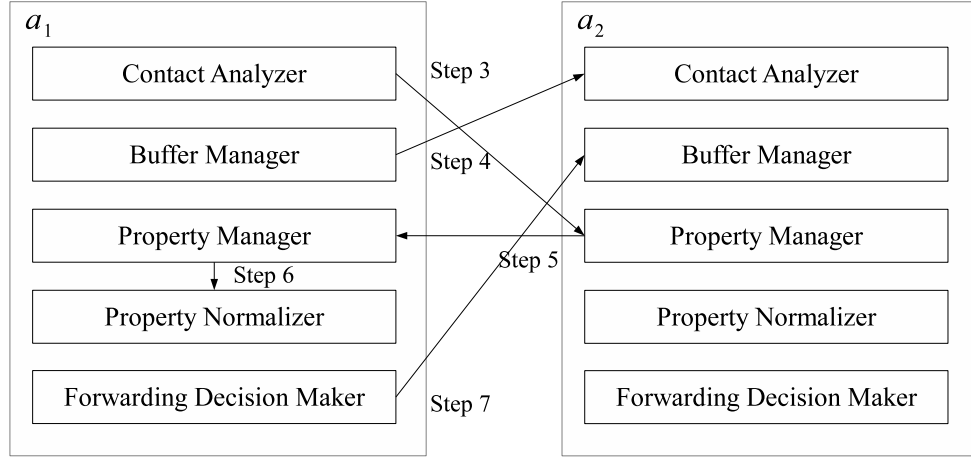 a1
Contact Analyzer
Buffer Manager
Property Manager
Step 6
Property Normalizer
Forwarding Decision Maker
Step 3
Step 4
Step 5
Step 7
a2
Contact Analyzer
Buffer Manager
Property Manager
Property Normalizer
Forwarding Decision Maker